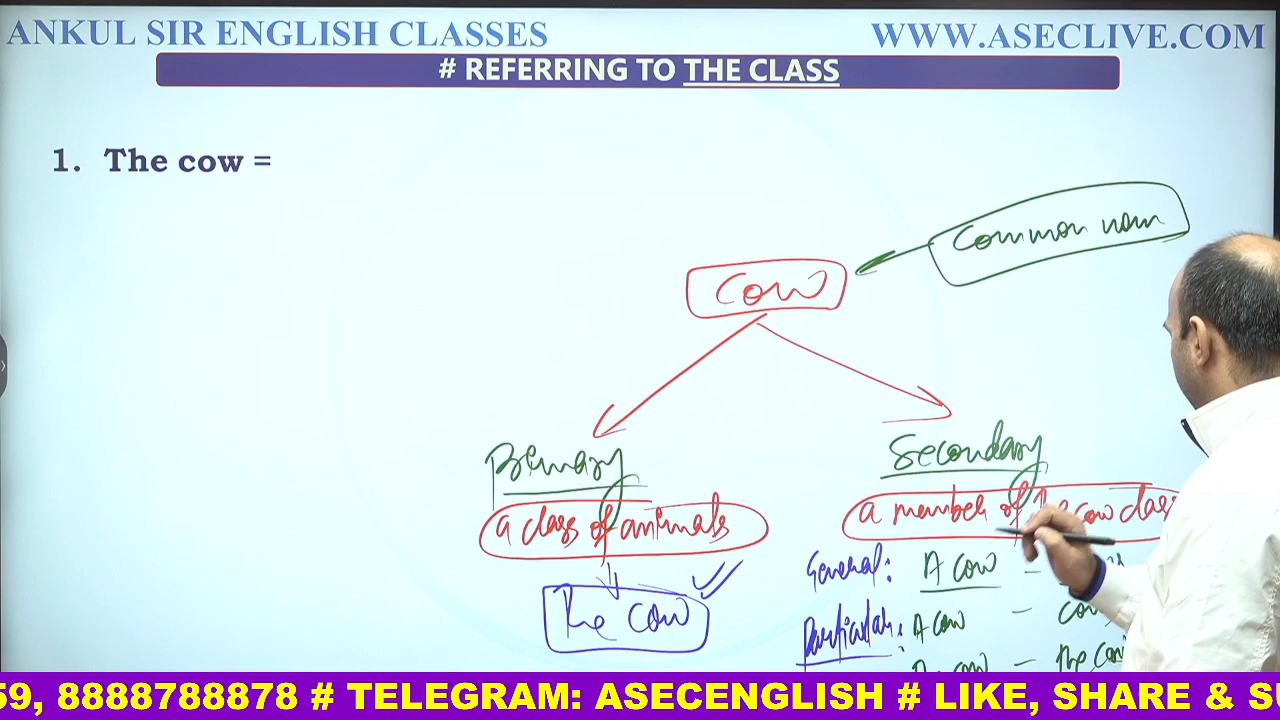 ANKUL SIR ENGLISH CLASSES
WWW.ASECLIVE.COM
# REFERRING TO THE CLASS
1. The cow =
Common noun
Cow
Primary
Secondary
a class of animals
a member of the cow class
The cow
General: A cow –
Particular: A cow –
– the
59, 8888788878 # TELEGRAM: ASECENGLISH # LIKE, SHARE & S